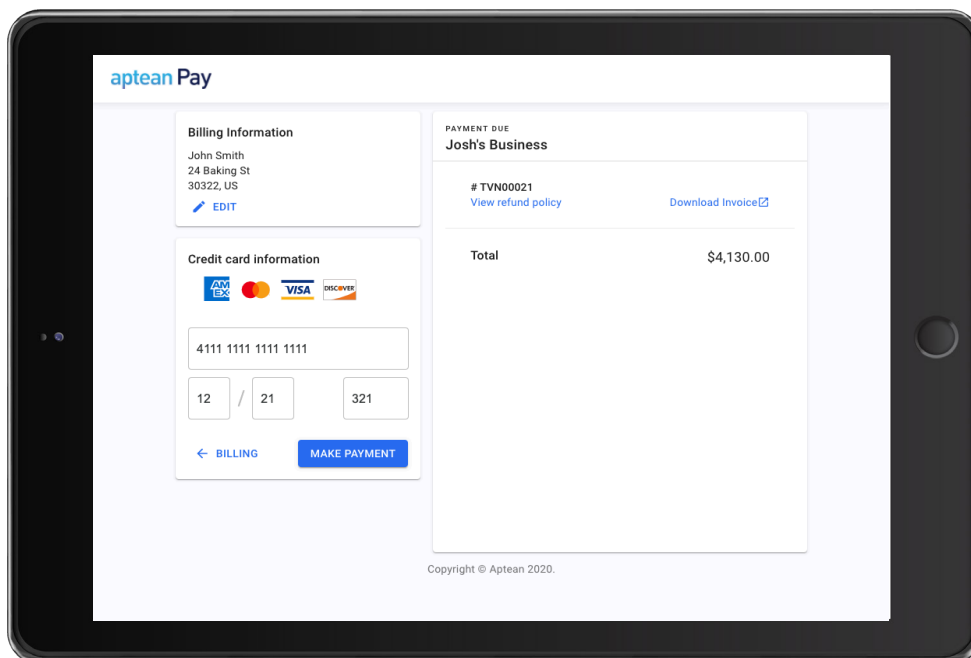 aptean Pay
Billing Information
John Smith
24 Baking St
30322, US
EDIT
Credit card information
AM
EX
VISA
DISCOVER
4111 1111 1111 1111
12 / 21 321
BILLING
MAKE PAYMENT
PAYMENT DUE
Josh's Business
# TVN00021
View refund policy
Download Invoice
Total
$4,130.00
Copyright © Aptean 2020.